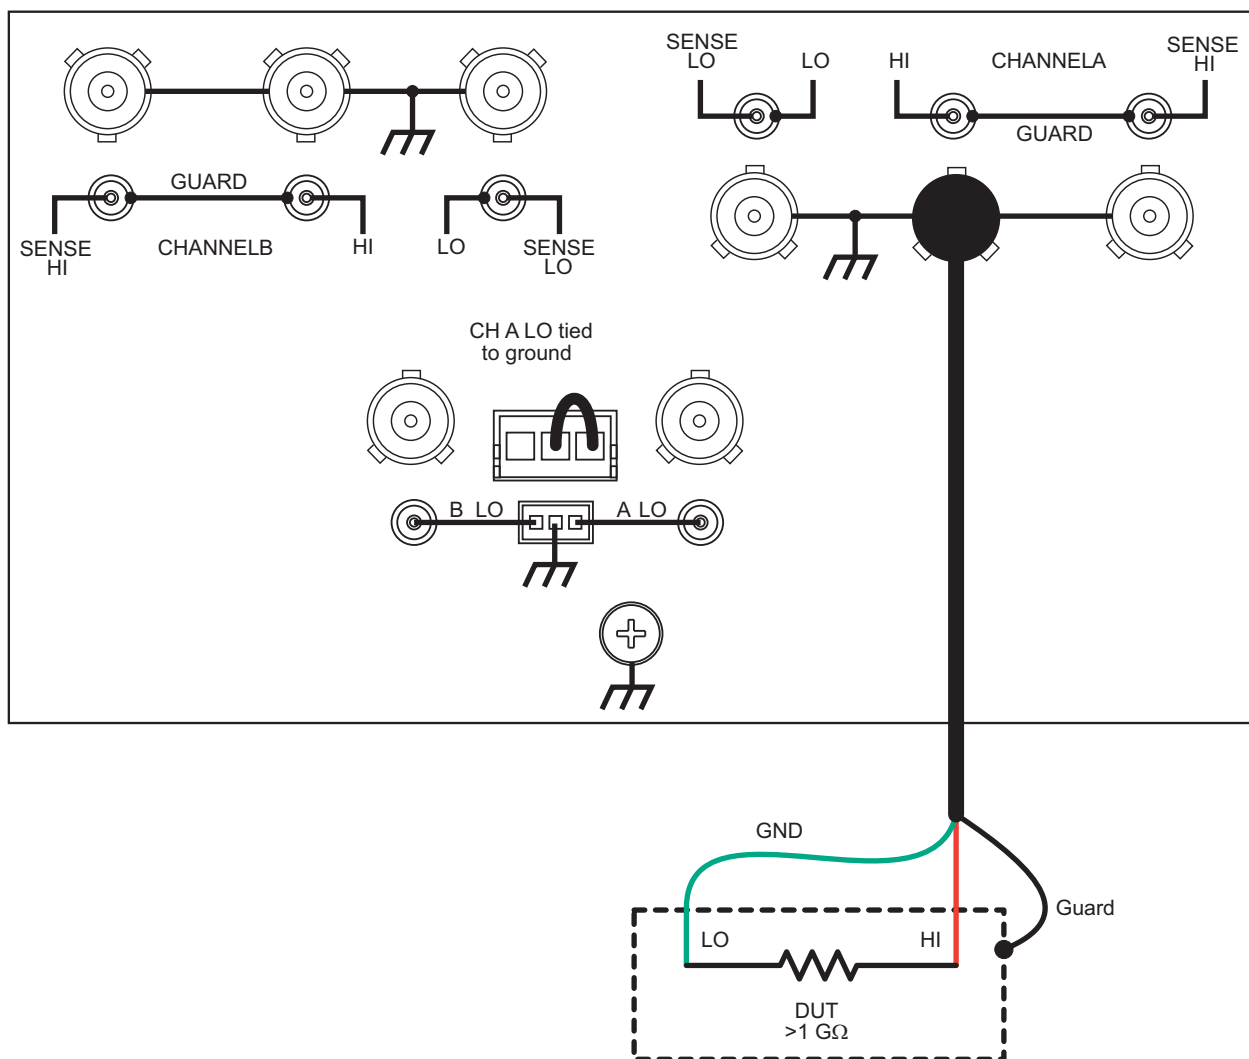 SENSE
LO
LO
HI
CHANNELA
SENSE
HI
GUARD
GUARD
SENSE
HI
CHANNELB
HI
LO
SENSE
LO
CH A LO tied
to ground
B LO
A LO
GND
Guard
LO
HI
DUT
>1 GΩ